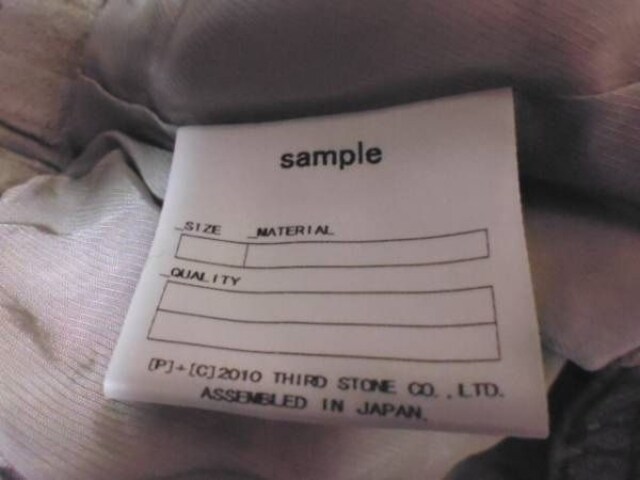 sample
_SIZE _MATERIAL
_QUALITY
[P]+[C]2010 THIRD STONE CO., LTD.
ASSEMBLED IN JAPAN.